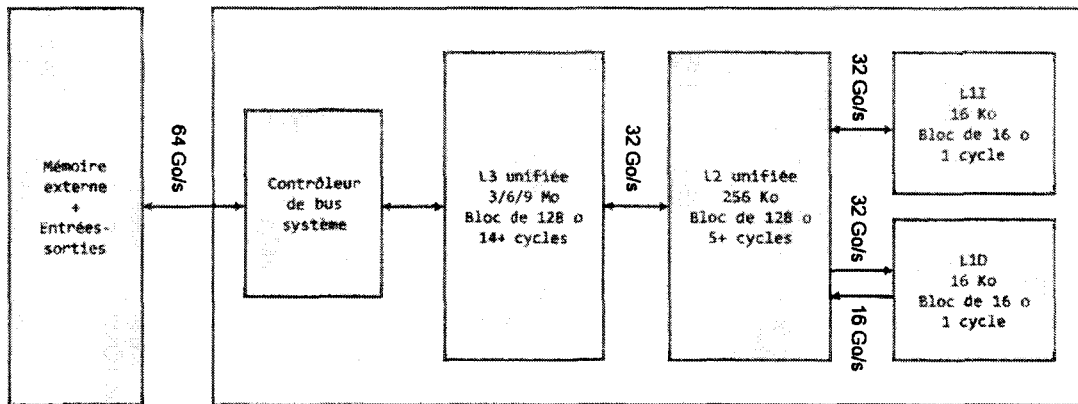 Mémoire
externe
+
Entrées-
sorties
64 Go/s
Contrôleur
de bus
système
L3 unifiée
3/6/9 Mo
Bloc de 128 o
14+ cycles
32 Go/s
L2 unifiée
256 Ko
Bloc de 128 o
5+ cycles
32 Go/s
L1I
16 Ko
Bloc de 16 o
1 cycle
32 Go/s
16 Go/s
L1D
16 Ko
Bloc de 16 o
1 cycle